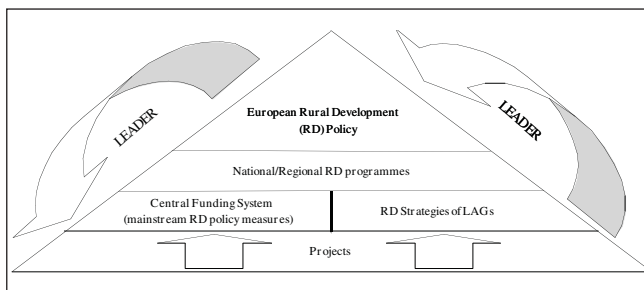 LEADER
LEADER
European Rural Development
(RD) Policy
National/Regional RD programmes
Central Funding System
(mainstream RD policy measures)
RD Strategies of LAGs
Projects